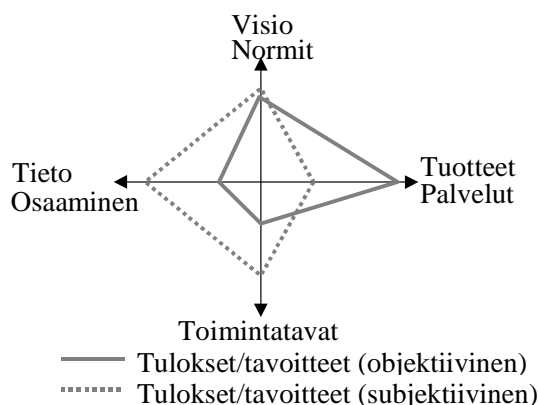 Visio
Normit
Tieto
Osaaminen
Tuotteet
Palvelut
Toimintatavat
Tulokset/tavoitteet (objektiivinen)
Tulokset/tavoitteet (subjektiivinen)